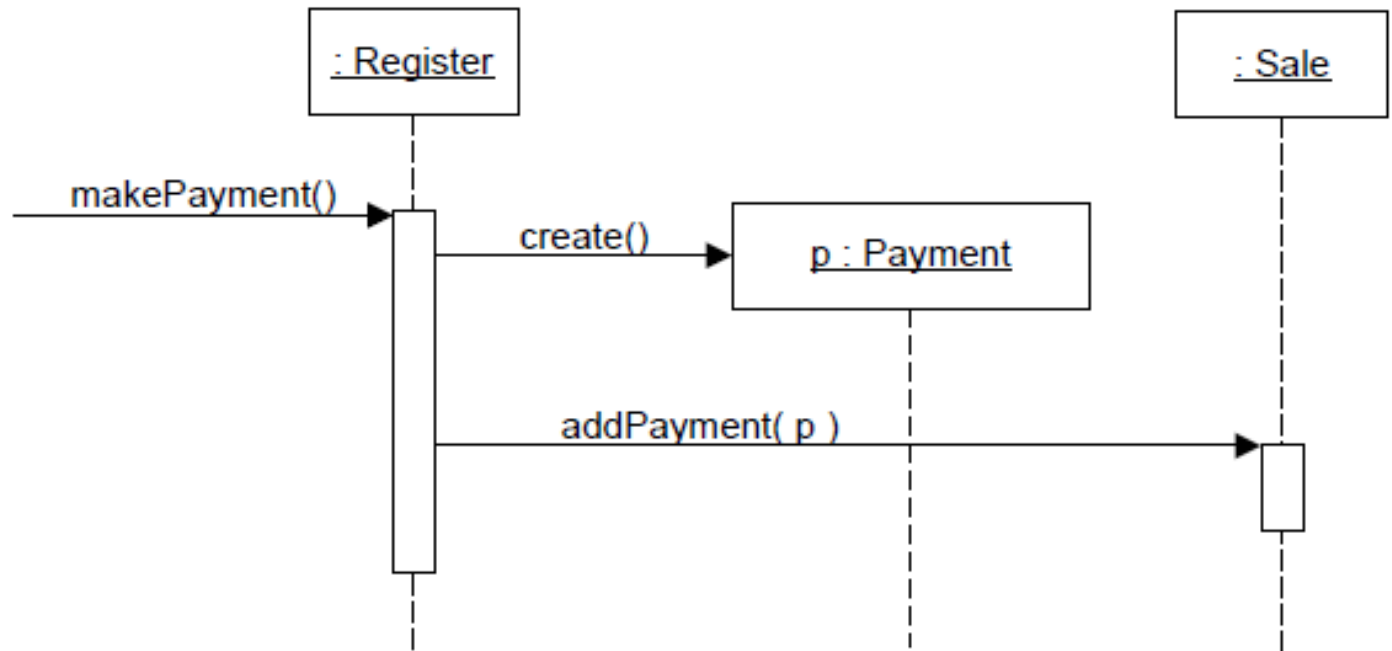 : Register
: Sale
makePayment()
create()
p : Payment
addPayment( p )